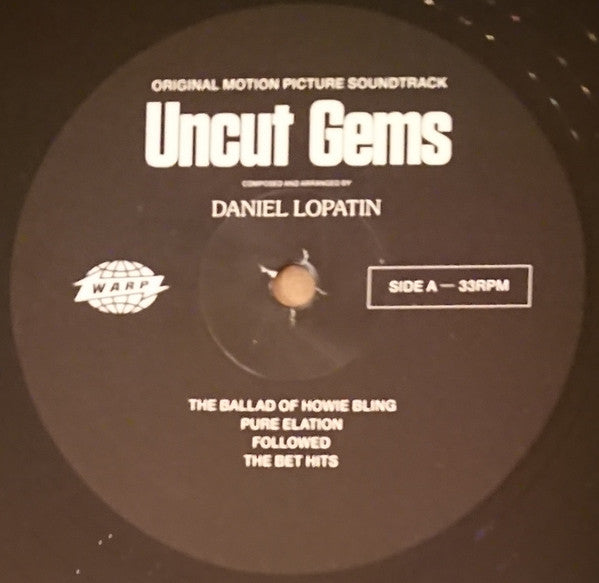 ORIGINAL MOTION PICTURE SOUNDTRACK
Uncut Gems
COMPOSED AND ARRANGED BY
DANIEL LOPATIN
WARP
SIDE A — 33RPM
THE BALLAD OF HOWIE BLING
PURE ELATION
FOLLOWED
THE BET HITS